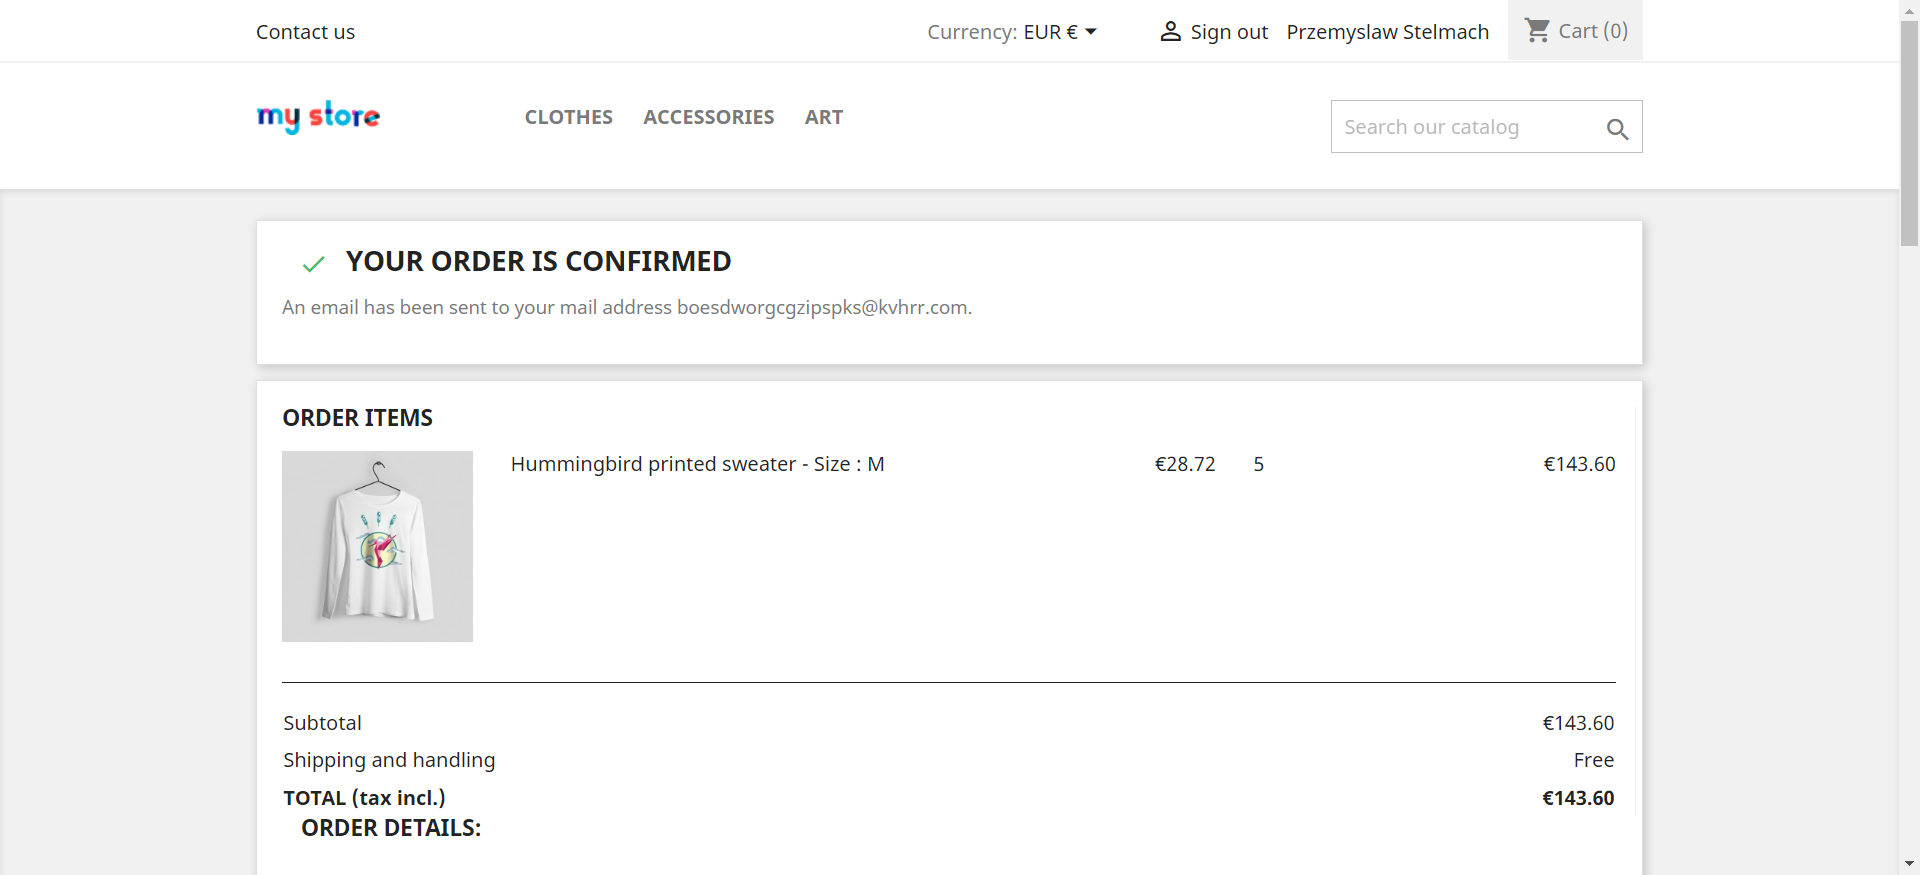 Contact us
Currency: EUR €
Sign out
Przemyslaw Stelmach
Cart (0)
my store
CLOTHES
ACCESSORIES
ART
Search our catalog
YOUR ORDER IS CONFIRMED
An email has been sent to your mail address boesdworgcgzipspks@kvhrr.com.
ORDER ITEMS
Hummingbird printed sweater - Size : M €28.72 5 €143.60
Subtotal €143.60
Shipping and handling Free
TOTAL (tax incl.) €143.60
ORDER DETAILS: